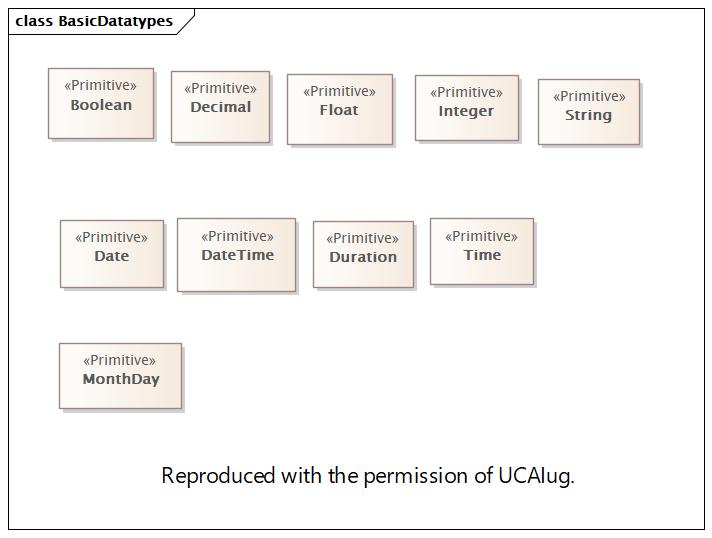 class BasicDatatypes
«Primitive»
Boolean
«Primitive»
Decimal
«Primitive»
Float
«Primitive»
Integer
«Primitive»
String
«Primitive»
Date
«Primitive»
DateTime
«Primitive»
Duration
«Primitive»
Time
«Primitive»
MonthDay
Reproduced with the permission of UCAIug.